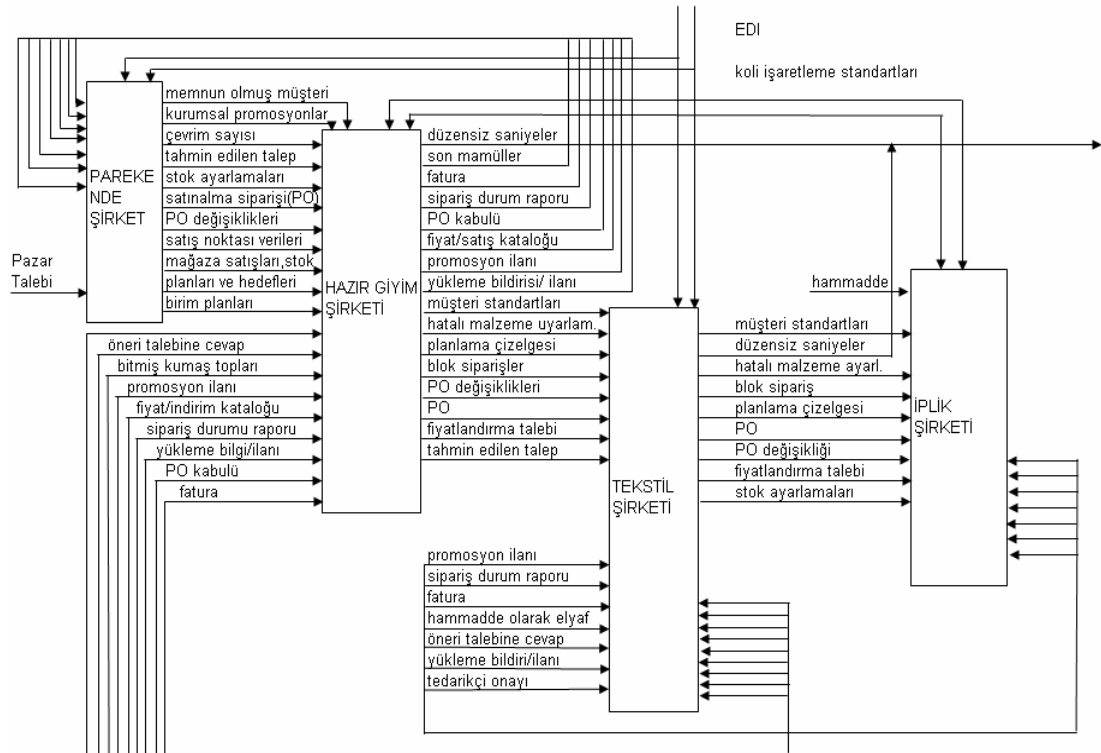 EDI
koli işaretleme standartları
memnun olmuş müşteri
kurumsal promosyonlar
çevrim sayısı
tahmin edilen talep
stok ayarlamaları
satınalma siparişi(PO)
PO değişiklikleri
satış noktası verileri
mağaza satışları,stok
planları ve hedefleri
birim planları
PAREKE
NDE
ŞİRKET
Pazar
Talebi
öneri talebine cevap
bitmiş kumaş topları
promosyon ilanı
fiyat/indirim kataloğu
sipariş durumu raporu
yükleme bilgi/ilanı
PO kabulü
fatura
HAZIR GİYİM
ŞİRKETİ
düzensiz saniyeler
son mamüller
fatura
sipariş durum raporu
PO kabulü
fiyat/satış kataloğu
promosyon ilanı
yükleme bildirisi/ ilanı
müşteri standartları
hatalı malzeme uyarlam.
planlama çizelgesi
blok siparişler
PO değişiklikleri
PO
fiyatlandırma talebi
tahmin edilen talep
promosyon ilanı
sipariş durum raporu
fatura
hammadde olarak elyaf
öneri talebine cevap
yükleme bildiri/ilanı
tedarikçi onayı
TEKSTİL
ŞİRKETİ
hammadde
müşteri standartları
düzensiz saniyeler
hatalı malzeme ayarl.
blok sipariş
planlama çizelgesi
PO
PO değişikliği
fiyatlandırma talebi
stok ayarlamaları
İPLİK
ŞİRKETİ